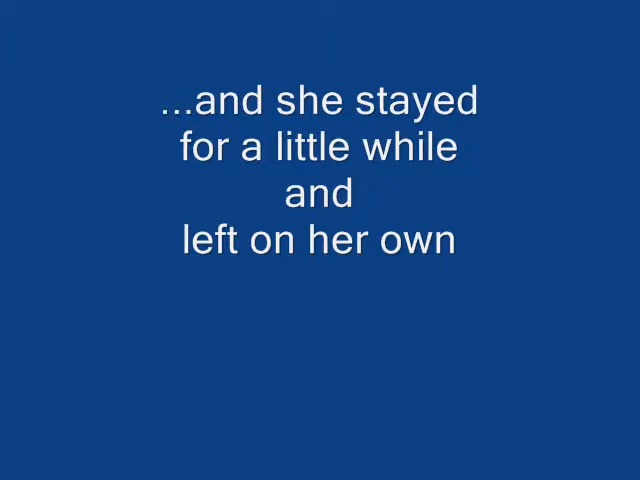 ...and she stayed
for a little while
and
left on her own